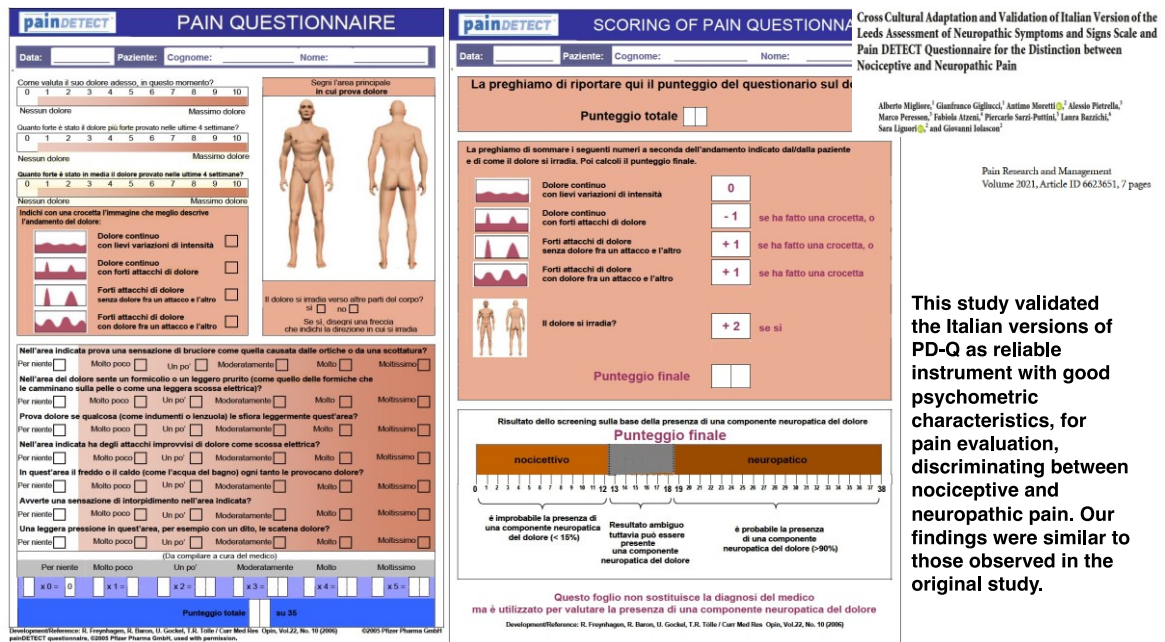 painDETECT
PAIN QUESTIONNAIRE
Data: Paziente: Cognome: Nome:
Come valuta il suo dolore adesso, in questo momento?
0 1 2 3 4 5 6 7 8 9 10
Nessun dolore Massimo dolore
Quanto forte è stato il dolore più forte provato nelle ultime 4 settimane?
0 1 2 3 4 5 6 7 8 9 10
Nessun dolore Massimo dolore
Quanto forte è stato in media il dolore provato nelle ultime 4 settimane?
0 1 2 3 4 5 6 7 8 9 10
Nessun dolore Massimo dolore
Indichi con una crocetta l'immagine che meglio descrive
l'andamento del dolore:
Dolore continuo
con lievi variazioni di intensità
Dolore continuo
con forti attacchi di dolore
Forti attacchi di dolore
senza dolore fra un attacco e l'altro
Forti attacchi di dolore
con dolore fra un attacco e l'altro
Segni l'area principale
in cui prova dolore
Il dolore si irradia verso altre parti del corpo?
sì no
Se sì, disegni una freccia
che indichi la direzione in cui si irradia
Nell'area indicata prova una sensazione di bruciore come quella causata dalle ortiche o da una scottatura?
Per niente Molto poco Un po' Moderatamente Molto Moltissimo
Nell'area del dolore sente un formicolio o un leggero prurito (come quello delle formiche che
le camminano sulla pelle o come una leggera scossa elettrica)?
Per niente Molto poco Un po' Moderatamente Molto Moltissimo
Prova dolore se qualcosa (come indumenti o lenzuola) le sfiora leggermente quest'area?
Per niente Molto poco Un po' Moderatamente Molto Moltissimo
Nell'area indicata ha degli attacchi improvvisi di dolore come scossa elettrica?
Per niente Molto poco Un po' Moderatamente Molto Moltissimo
In quest'area il freddo o il caldo (come l'acqua del bagno) ogni tanto le provocano dolore?
Per niente Molto poco Un po' Moderatamente Molto Moltissimo
Avverte una sensazione di intorpidimento nell'area indicata?
Per niente Molto poco Un po' Moderatamente Molto Moltissimo
Una leggera pressione in quest'area, per esempio con un dito, le scatena dolore?
Per niente Molto poco Un po' Moderatamente Molto Moltissimo
(Da compilare a cura del medico)
Per niente Molto poco Un po' Moderatamente Molto Moltissimo
x 0 = 0 x 1 = x 2 = x 3 = x 4 = x 5 =
Punteggio totale su 35
Development/Reference: R. Freynhagen, R. Baron, U. Gockel, T.R. Tölle / Curr Med Res Opin, Vol.22, No. 10 (2006) ©2005 Pfizer Pharma GmbH
painDETECT questionnaire, ©2005 Pfizer Pharma GmbH, used with permission.
painDETECT
SCORING OF PAIN QUESTIONNA
Data: Paziente: Cognome: Nome:
La preghiamo di riportare qui il punteggio del questionario sul do
Punteggio totale
La preghiamo di sommare i seguenti numeri a seconda dell'andamento indicato dal/dalla paziente
e di come il dolore si irradia. Poi calcoli il punteggio finale.
Dolore continuo
con lievi variazioni di intensità
0
Dolore continuo
con forti attacchi di dolore
- 1 se ha fatto una crocetta, o
Forti attacchi di dolore
senza dolore fra un attacco e l'altro
+ 1 se ha fatto una crocetta, o
Forti attacchi di dolore
con dolore fra un attacco e l'altro
+ 1 se ha fatto una crocetta
Il dolore si irradia? + 2 se sì
Punteggio finale
Risultato dello screening sulla base della presenza di una componente neuropatica del dolore
Punteggio finale
nocicettivo neuropatico
0 1 2 3 4 5 6 7 8 9 10 11 12 13 14 15 16 17 18 19 20 21 22 23 24 25 26 27 28 29 30 31 32 33 34 35 36 37 38
è improbabile la presenza di
una componente neuropatica
del dolore (< 15%)
Resultato ambiguo
tuttavia può essere
presente
una componente
neuropatica del dolore
è probabile la presenza
di una componente
neuropatica del dolore (>90%)
Questo foglio non sostituisce la diagnosi del medico
ma è utilizzato per valutare la presenza di una componente neuropatica del dolore
Development/Reference: R. Freynhagen, R. Baron, U. Gockel, T.R. Tölle / Curr Med Res Opin, Vol.22, No. 10 (2006)
Cross Cultural Adaptation and Validation of Italian Version of the
Leeds Assessment of Neuropathic Symptoms and Signs Scale and
Pain DETECT Questionnaire for the Distinction between
Nociceptive and Neuropathic Pain
Alberto Migliore,1 Gianfranco Gigliucci,1 Antimo Moretti,2 Alessio Pietrella,3
Marco Peresson,3 Fabiola Atzeni,4 Piercarlo Sarzi-Puttini,5 Laura Bazzichi,6
Sara Liguori,2 and Giovanni Iolascon2
Pain Research and Management
Volume 2021, Article ID 6623651, 7 pages
This study validated
the Italian versions of
PD-Q as reliable
instrument with good
psychometric
characteristics, for
pain evaluation,
discriminating between
nociceptive and
neuropathic pain. Our
findings were similar to
those observed in the
original study.